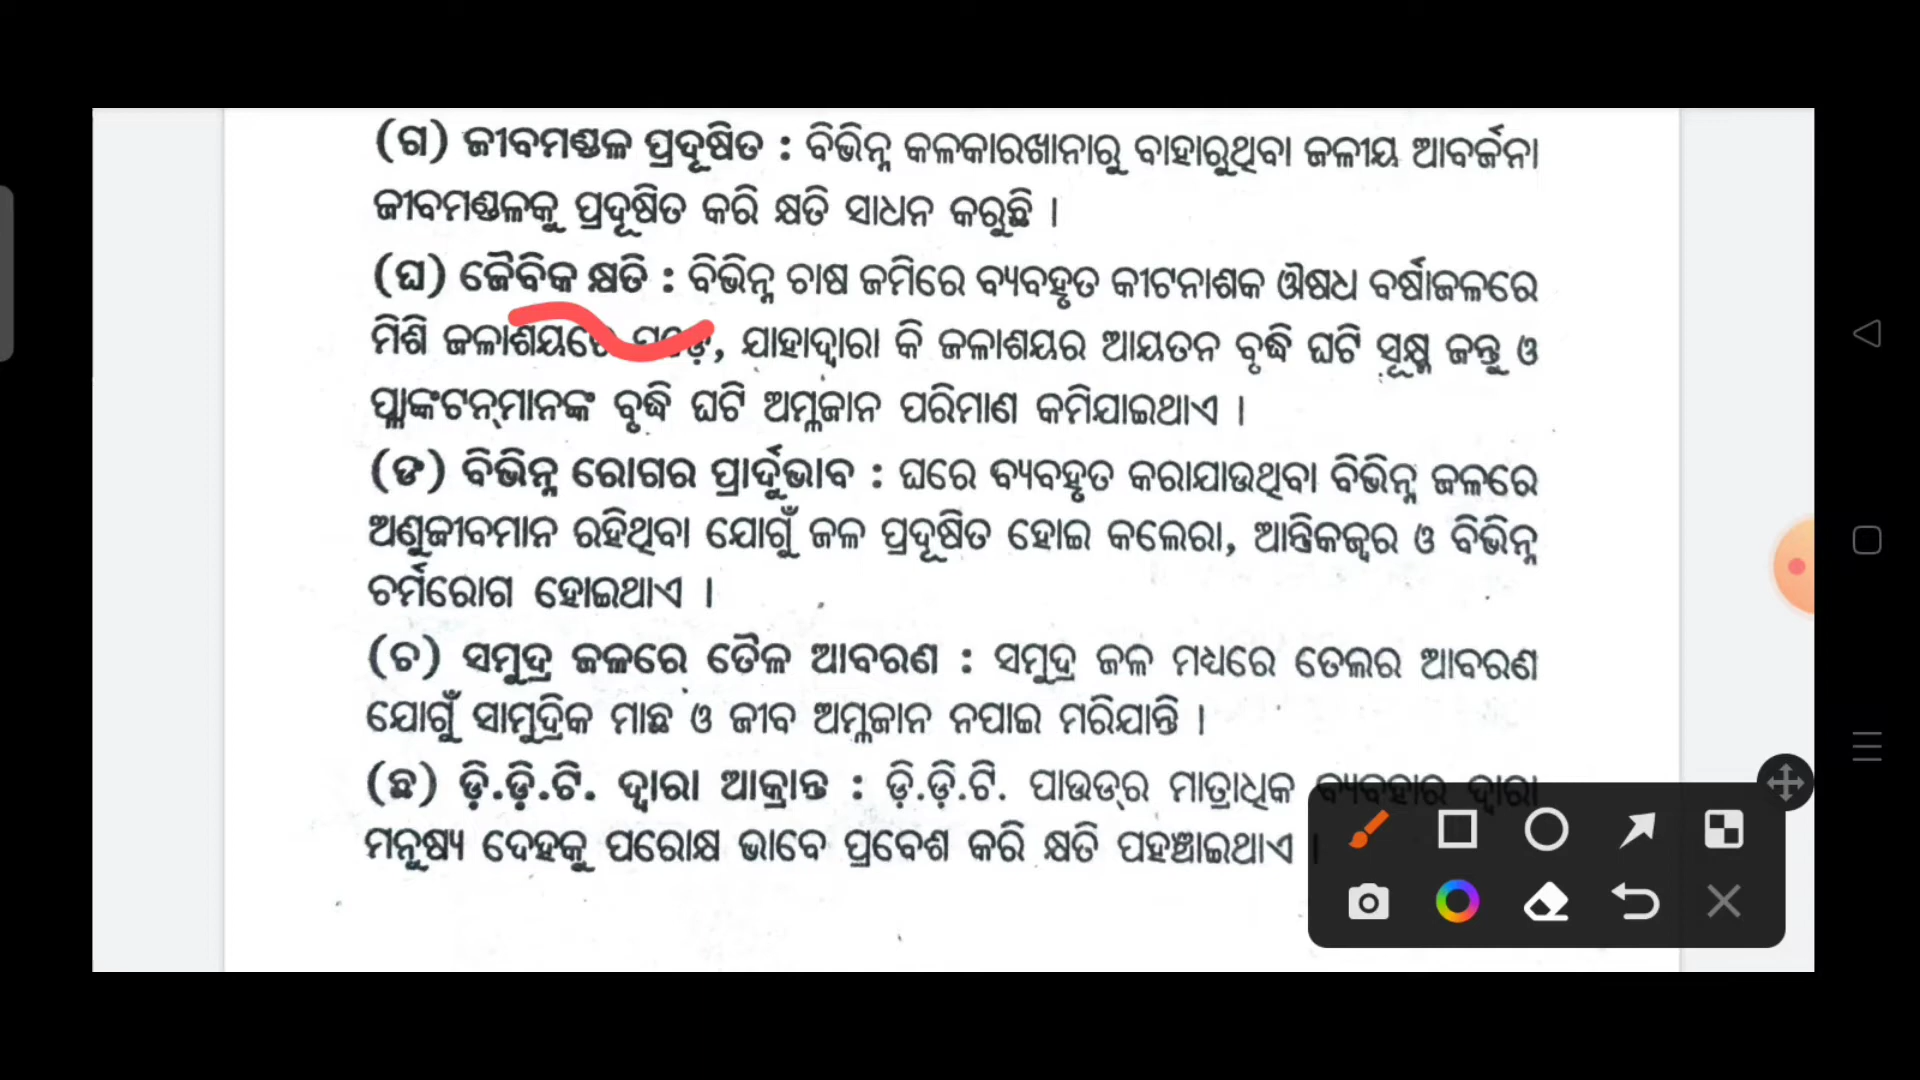 (ଗ) ଜୀବମଣ୍ଡଳ ପ୍ରଦୂଷିତ : ବିଭିନ୍ନ କଳକାରଖାନାରୁ ବାହାରୁଥିବା ଜଳୀୟ ଆବର୍ଜନା
ଜୀବମଣ୍ଡଳକୁ ପ୍ରଦୂଷିତ କରି କ୍ଷତି ସାଧନ କରୁଛି ।
(ଘ) ଜୈବିକ କ୍ଷତି : ବିଭିନ୍ନ ଚାଷ ଜମିରେ ବ୍ୟବହୃତ କୀଟନାଶକ ଔଷଧ ବର୍ଷାଜଳରେ
ମିଶି ଜଳାଶୟରେ ଯାହାଦ୍ୱାରା କି ଜଳାଶୟର ଆୟତନ ବୃଦ୍ଧି ଘଟି ସୂକ୍ଷ୍ମ ଜନ୍ତୁ ଓ
ପ୍ଲାଙ୍କଟନ୍‌ମାନଙ୍କ ବୃଦ୍ଧି ଘଟି ଅମ୍ଳଜାନ ପରିମାଣ କମିଯାଇଥାଏ ।
(ଙ) ବିଭିନ୍ନ ରୋଗର ପ୍ରାର୍ଦୁଭାବ : ଘରେ ବ୍ୟବହୃତ କରାଯାଉଥିବା ବିଭିନ୍ନ ଜଳରେ
ଅଣୁଜୀବମାନ ରହିଥିବା ଯୋଗୁଁ ଜଳ ପ୍ରଦୂଷିତ ହୋଇ କଲେରା, ଆନ୍ତିକଜ୍ୱର ଓ ବିଭିନ୍ନ
ଚର୍ମରୋଗ ହୋଇଥାଏ ।
(ଚ) ସମୁଦ୍ର ଜଳରେ ତୈଳ ଆବରଣ : ସମୁଦ୍ର ଜଳ ମଧ୍ୟରେ ତେଲର ଆବରଣ
ଯୋଗୁଁ ସାମୁଦ୍ରିକ ମାଛ ଓ ଜୀବ ଅମ୍ଳଜାନ ନପାଇ ମରିଯାନ୍ତି ।
(ଛ) ଡ଼ି.ଡ଼ି.ଟି. ଦ୍ୱାରା ଆକ୍ରାନ୍ତ : ଡ଼ି.ଡ଼ି.ଟି. ପାଉଡ୍‌ର ମାତ୍ରାଧିକ ବ୍ୟବହାର ଦ୍ୱାରା
ମନୁଷ୍ୟ ଦେହକୁ ପରୋକ୍ଷ ଭାବେ ପ୍ରବେଶ କରି କ୍ଷତି ପହଞ୍ଚାଇଥାଏ ।